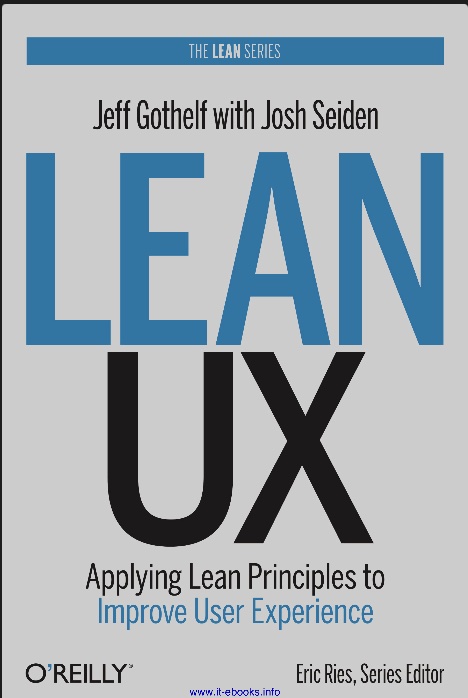 THE LEAN SERIES
Jeff Gothelf with Josh Seiden
LEAN
UX
Applying Lean Principles to
Improve User Experience
O'REILLY™ Eric Ries, Series Editor
www.it-ebooks.info